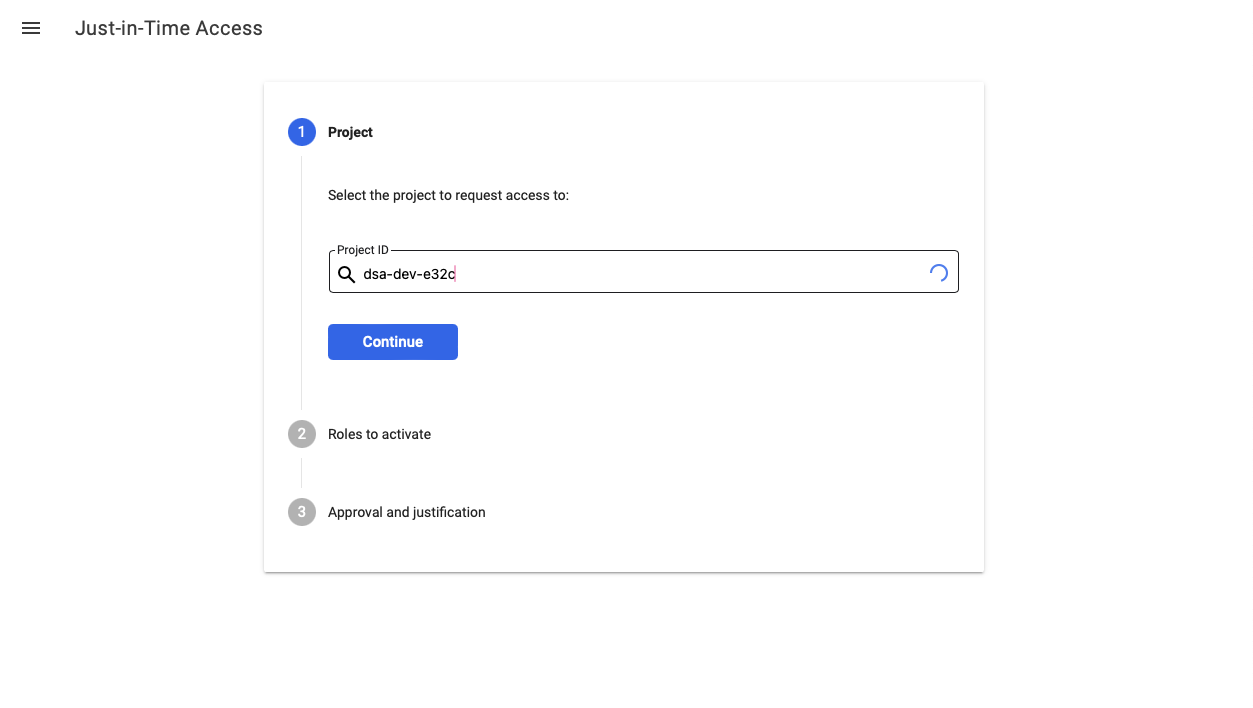 Just-in-Time Access
1 Project
Select the project to request access to:
Project ID
dsa-dev-e32c
Continue
2 Roles to activate
3 Approval and justification